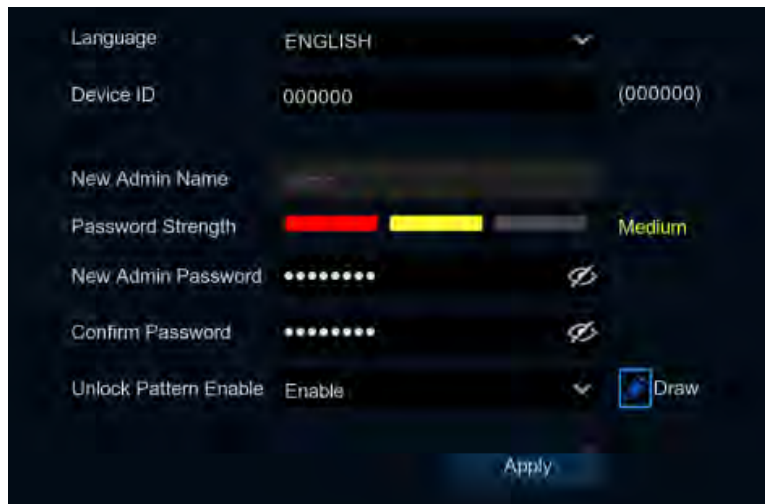 Language ENGLISH
Device ID 000000 (000000)
New Admin Name
Password Strength Medium
New Admin Password ••••••••
Confirm Password ••••••••
Unlock Pattern Enable Enable Draw
Apply